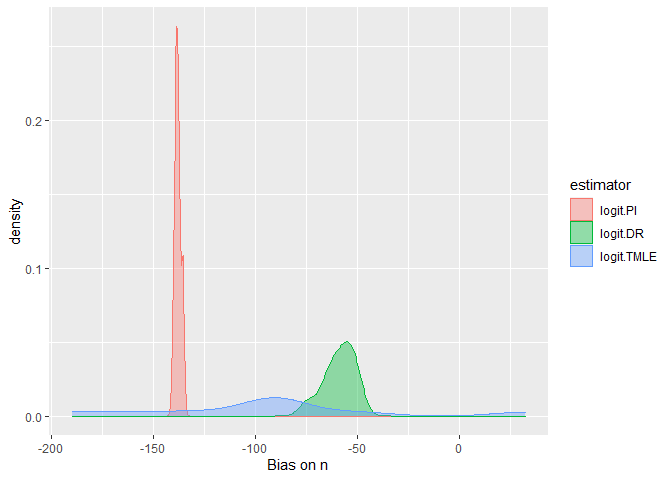 0.2
0.1
0.0
density
-200
-150
-100
-50
0
Bias on n
estimator
logit.PI
logit.DR
logit.TMLE